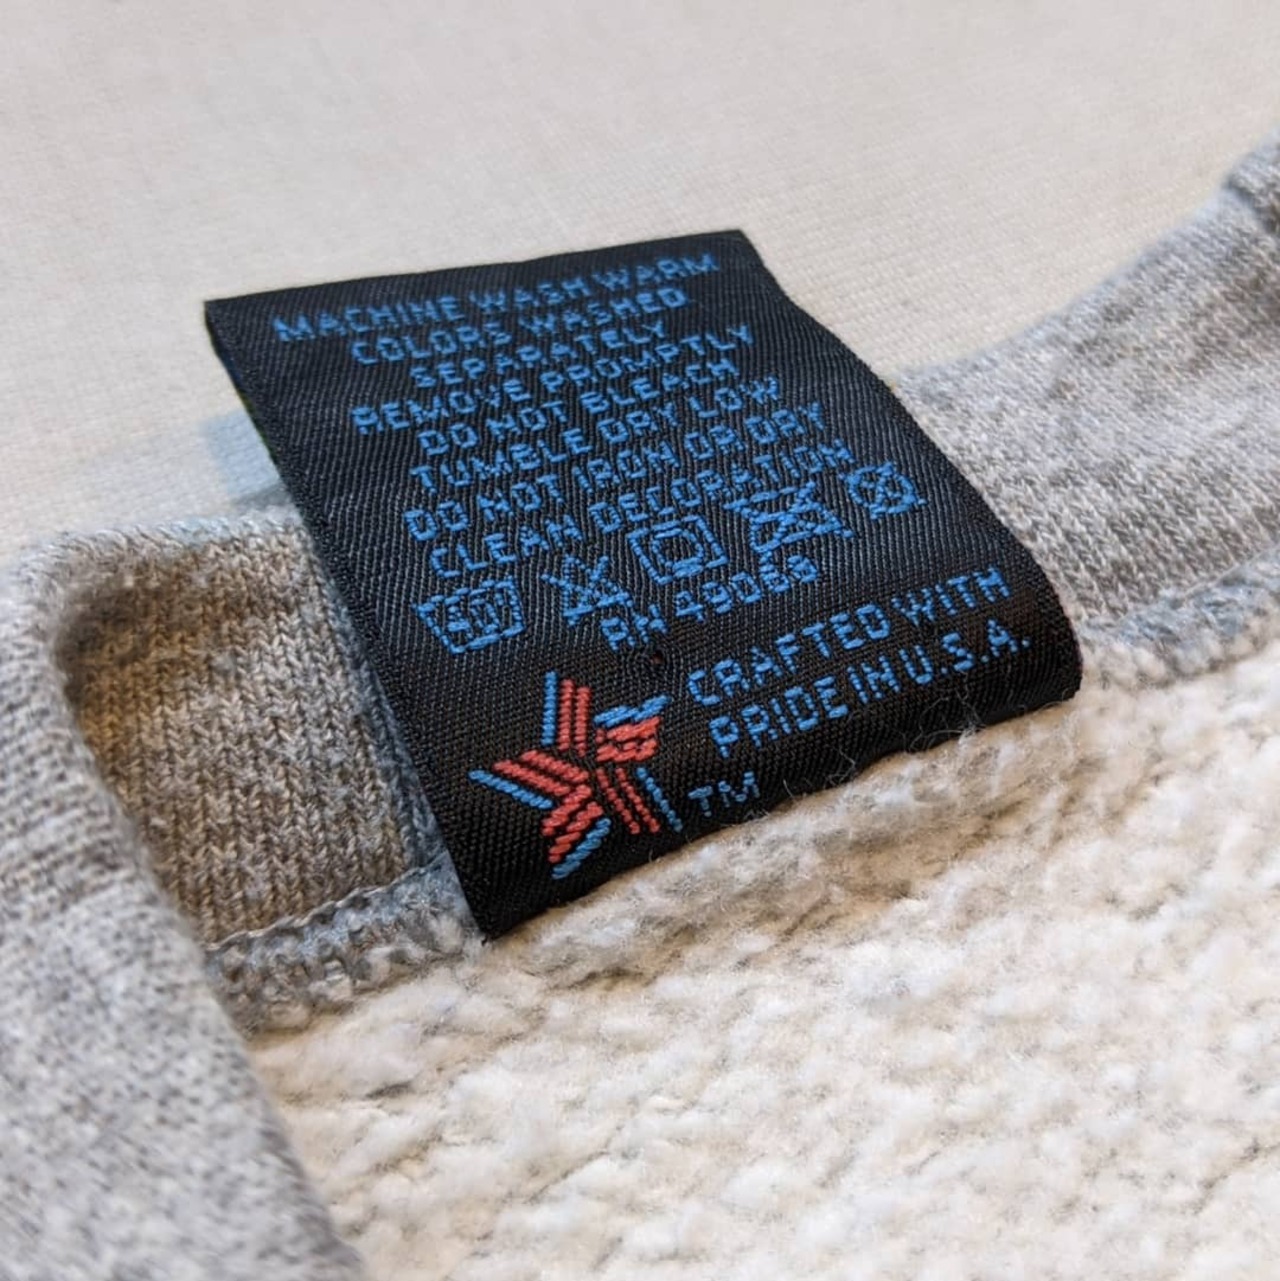 MACHINE WASH WARM
COLORS WASHED
SEPARATELY
REMOVE PROMPTLY
DO NOT BLEACH
TUMBLE DRY LOW
DO NOT IRON OR DRY
CLEAN DECORATION
RN 49068
CRAFTED WITH
PRIDE IN U.S.A.
TM